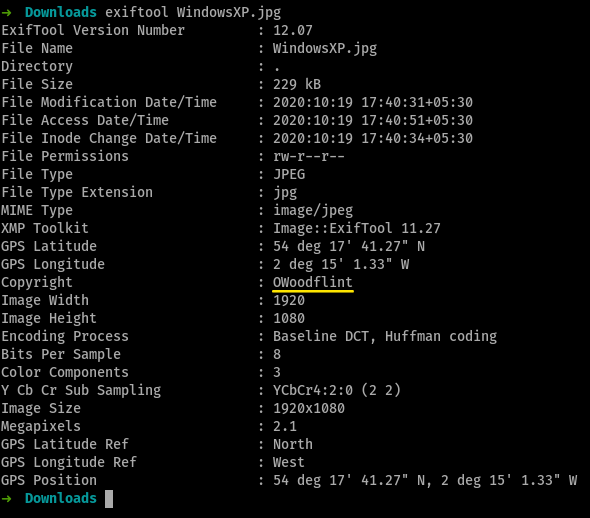 → Downloads exiftool WindowsXP.jpg
ExifTool Version Number : 12.07
File Name : WindowsXP.jpg
Directory : .
File Size : 229 kB
File Modification Date/Time : 2020:10:19 17:40:31+05:30
File Access Date/Time : 2020:10:19 17:40:51+05:30
File Inode Change Date/Time : 2020:10:19 17:40:34+05:30
File Permissions : rw-r--r--
File Type : JPEG
File Type Extension : jpg
MIME Type : image/jpeg
XMP Toolkit : Image::ExifTool 11.27
GPS Latitude : 54 deg 17' 41.27" N
GPS Longitude : 2 deg 15' 1.33" W
Copyright : OWoodflint
Image Width : 1920
Image Height : 1080
Encoding Process : Baseline DCT, Huffman coding
Bits Per Sample : 8
Color Components : 3
Y Cb Cr Sub Sampling : YCbCr4:2:0 (2 2)
Image Size : 1920x1080
Megapixels : 2.1
GPS Latitude Ref : North
GPS Longitude Ref : West
GPS Position : 54 deg 17' 41.27" N, 2 deg 15' 1.33" W
→ Downloads